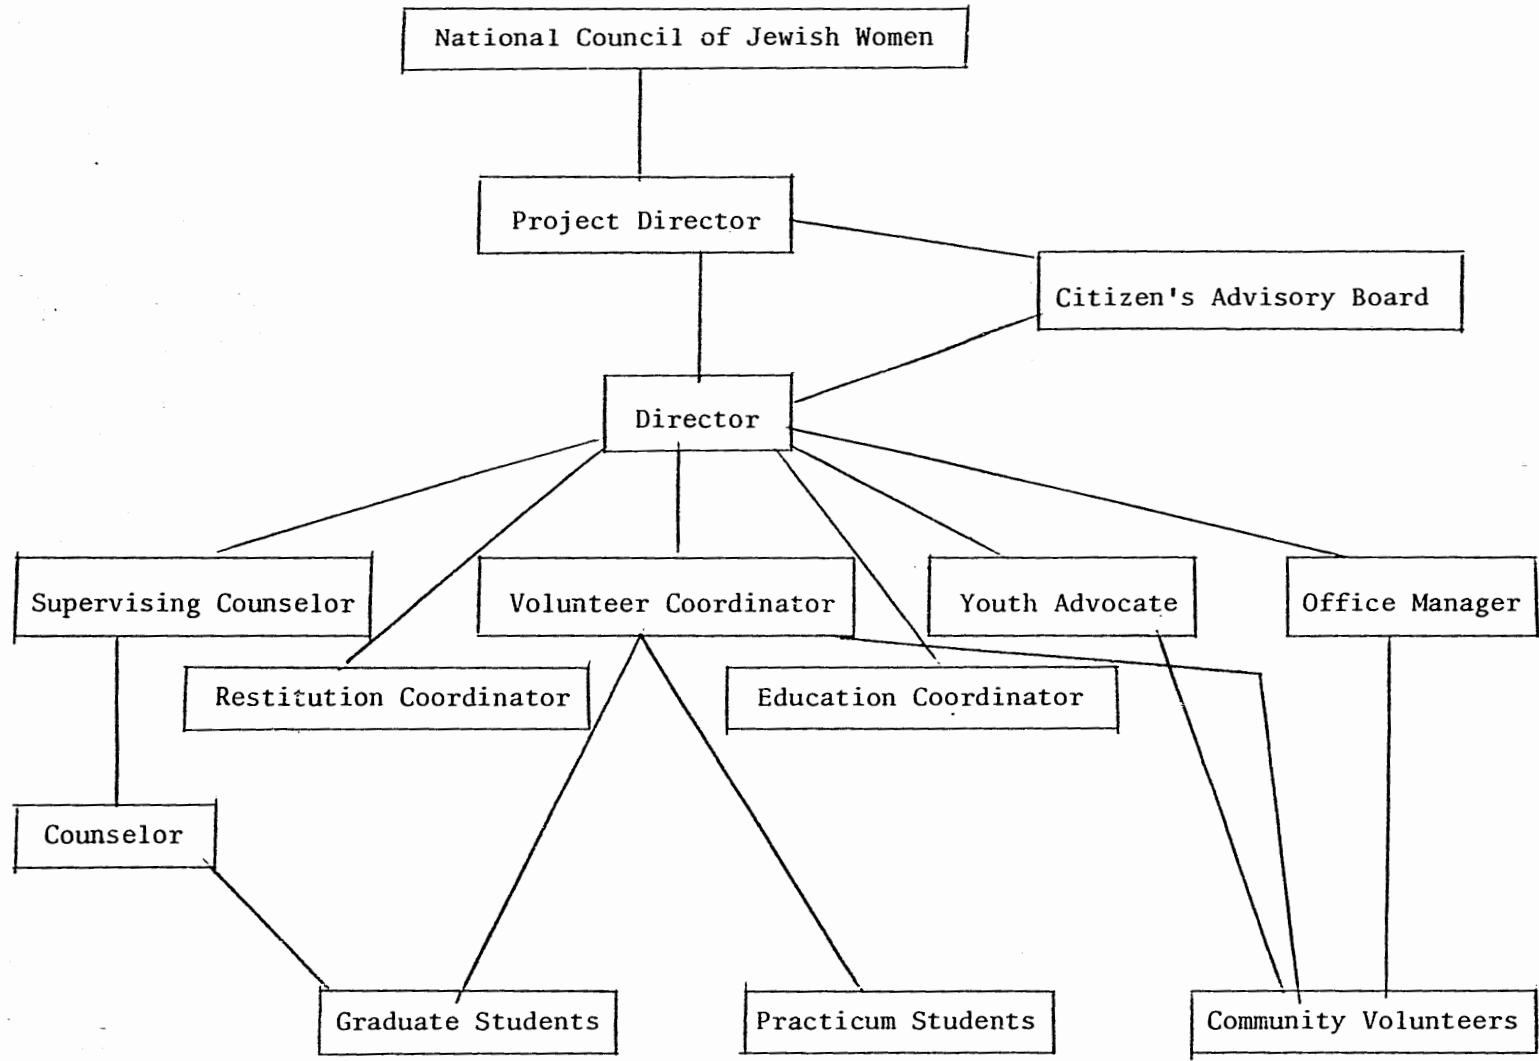 National Council of Jewish Women
Project Director
Citizen's Advisory Board
Director
Supervising Counselor
Volunteer Coordinator
Youth Advocate
Office Manager
Restitution Coordinator
Education Coordinator
Counselor
Graduate Students
Practicum Students
Community Volunteers